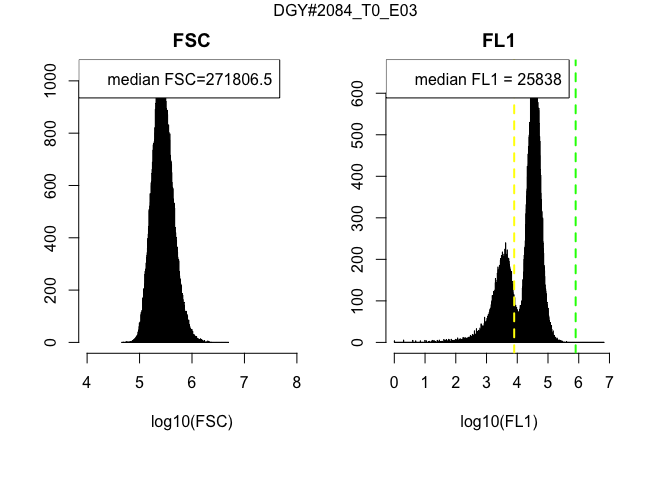 DGY#2084_T0_E03
FSC
median FSC=271806.5
0 200 400 600 800 1000
4 5 6 7 8
log10(FSC)
FL1
median FL1 = 25838
0 100 200 300 400 500 600
0 1 2 3 4 5 6 7
log10(FL1)